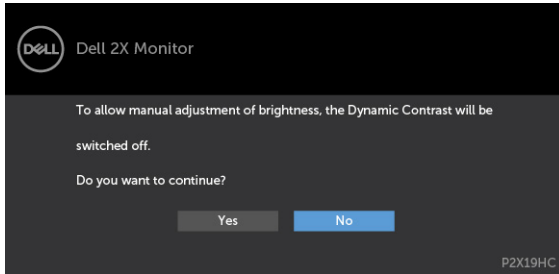 DELL
Dell 2X Monitor
To allow manual adjustment of brightness, the Dynamic Contrast will be
switched off.
Do you want to continue?
Yes No
P2X19HC